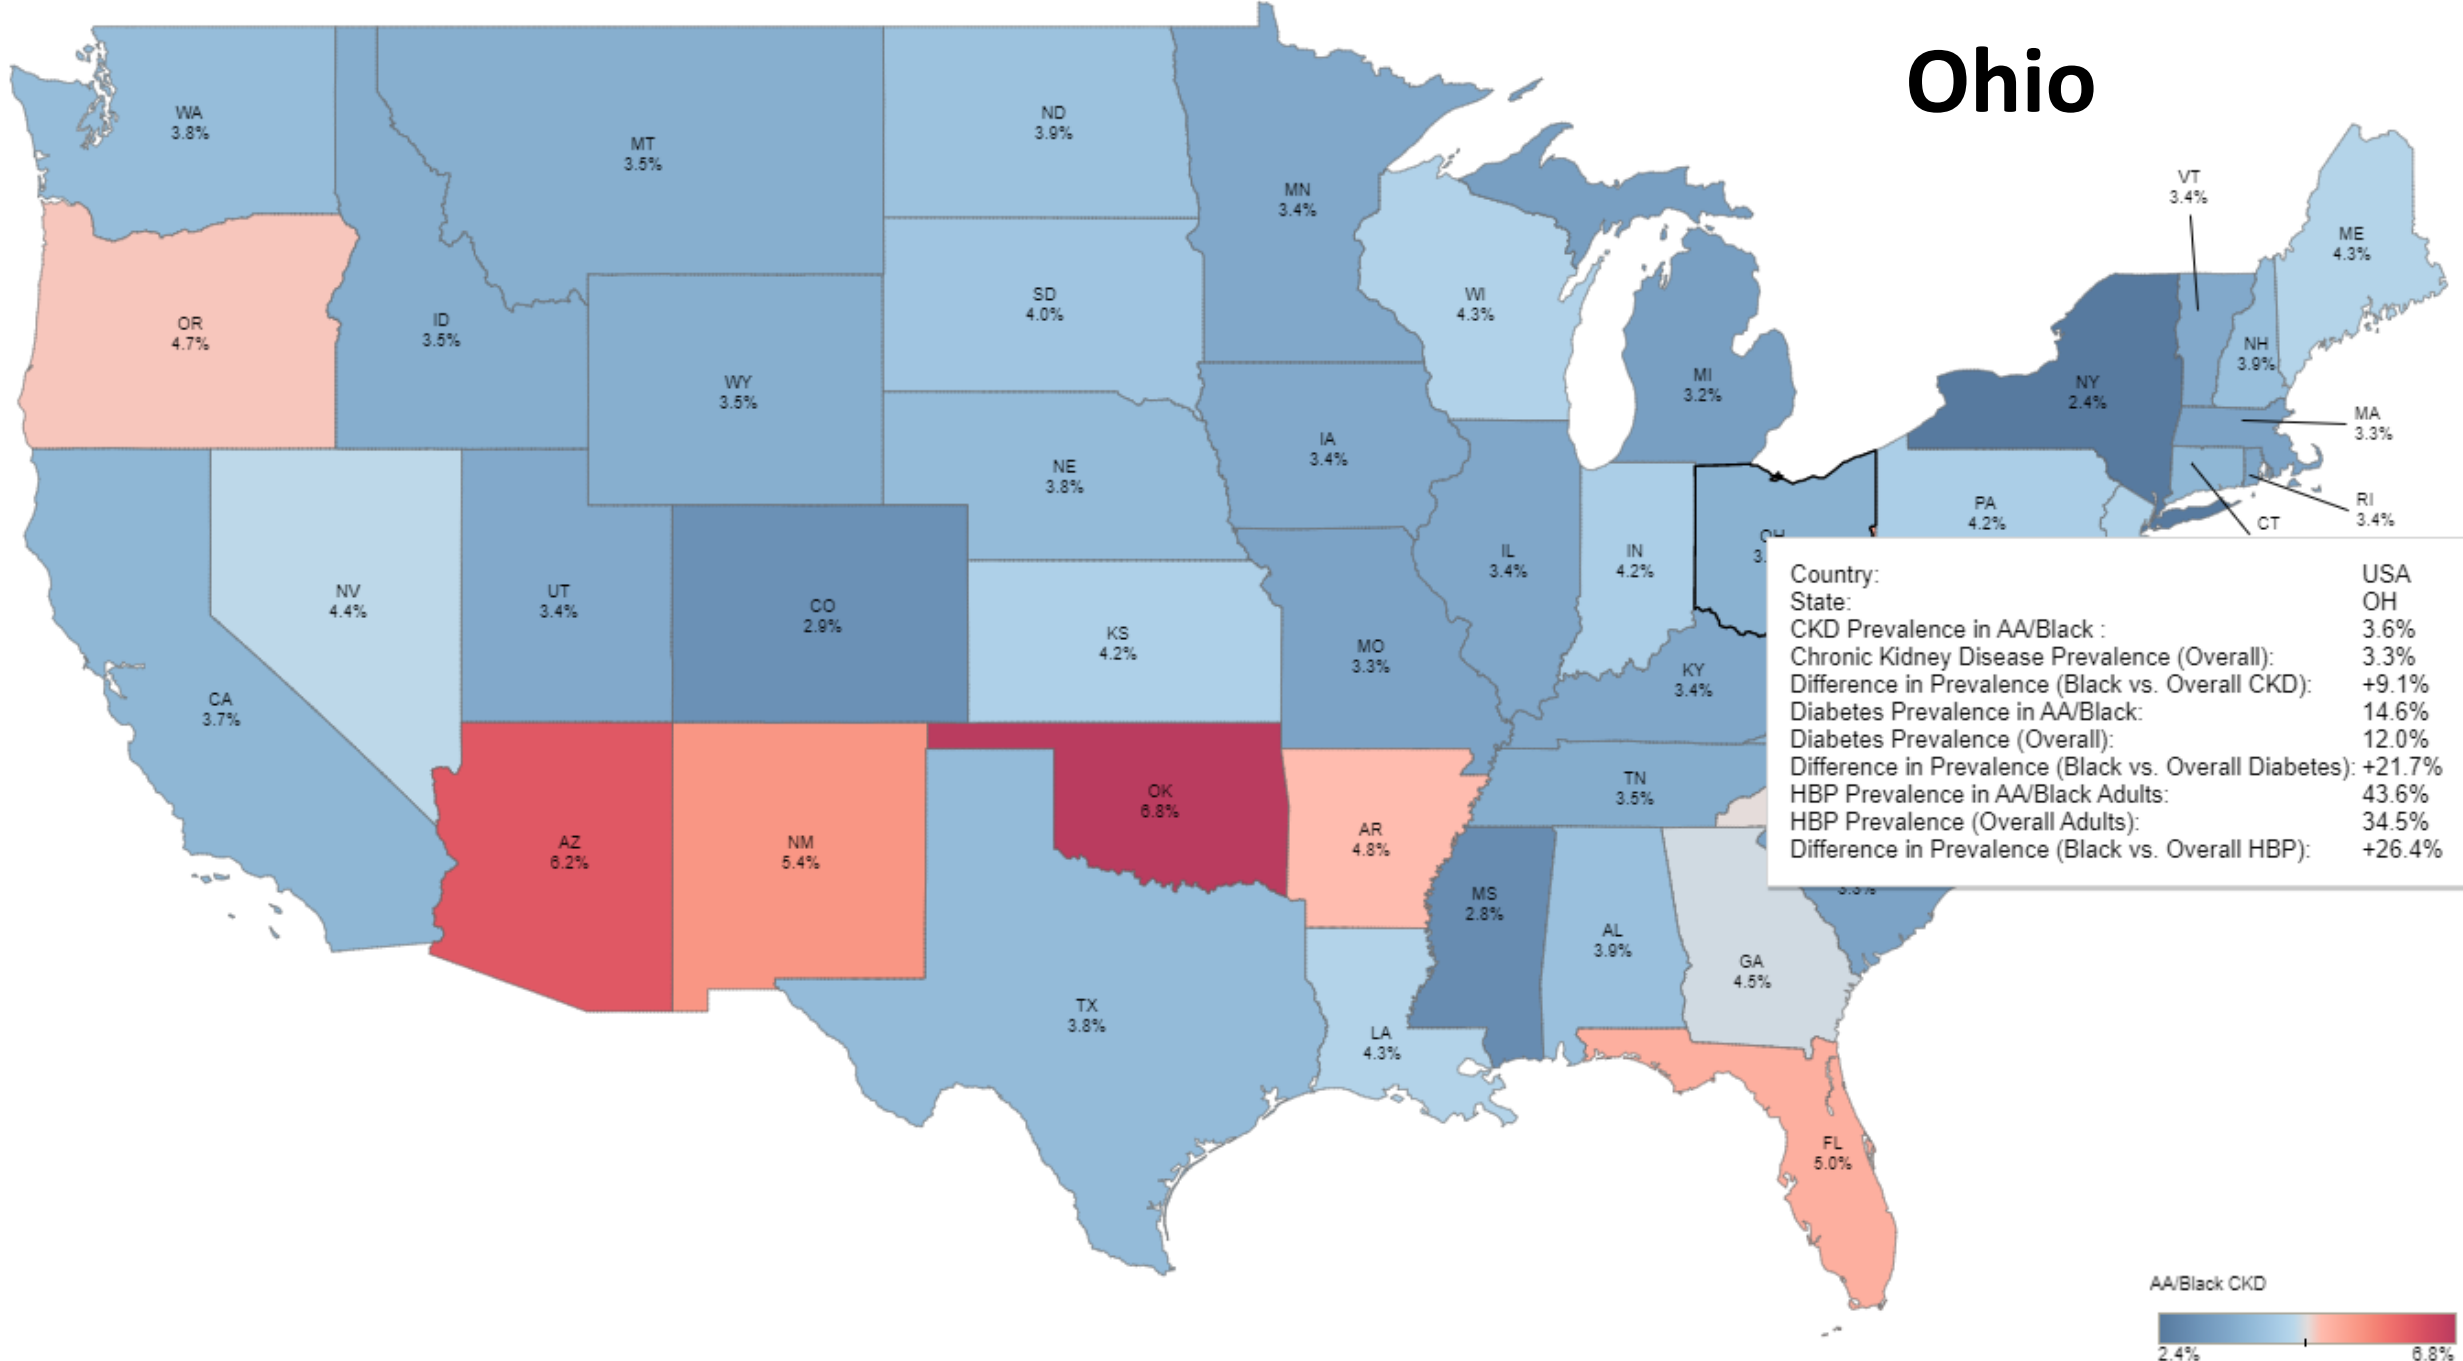 Ohio
WA
3.8%
MT
3.5%
ND
3.9%
MN
3.4%
VT
3.4%
ME
4.3%
OR
4.7%
ID
3.5%
SD
4.0%
WI
4.3%
WY
3.5%
MI
3.2%
NY
2.4%
NH
3.9%
MA
3.3%
IA
3.4%
NE
3.8%
PA
4.2%
RI
3.4%
CT
OH
3.
NV
4.4%
UT
3.4%
CO
2.9%
KS
4.2%
MO
3.3%
IL
3.4%
IN
4.2%
KY
3.4%
CA
3.7%
Country: USA
State: OH
CKD Prevalence in AA/Black : 3.6%
Chronic Kidney Disease Prevalence (Overall): 3.3%
Difference in Prevalence (Black vs. Overall CKD): +9.1%
Diabetes Prevalence in AA/Black: 14.6%
Diabetes Prevalence (Overall): 12.0%
Difference in Prevalence (Black vs. Overall Diabetes): +21.7%
HBP Prevalence in AA/Black Adults: 43.6%
HBP Prevalence (Overall Adults): 34.5%
Difference in Prevalence (Black vs. Overall HBP): +26.4%
AZ
6.2%
NM
5.4%
OK
6.8%
AR
4.8%
TN
3.5%
MS
2.8%
AL
3.9%
GA
4.5%
3.3%
TX
3.8%
LA
4.3%
FL
5.0%
AA/Black CKD
2.4% 6.8%